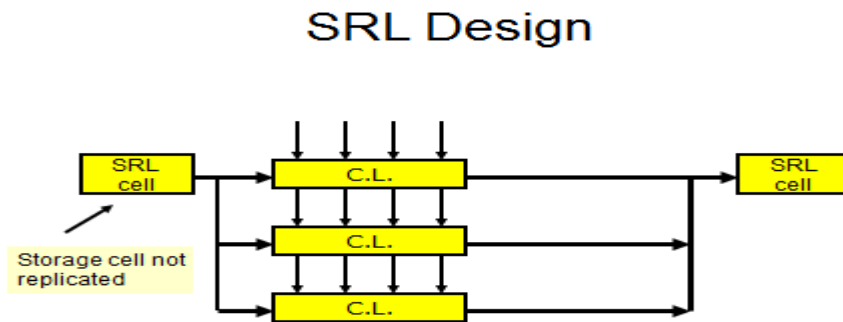 SRL Design
SRL
cell
C.L.
SRL
cell
C.L.
Storage cell not
replicated
C.L.